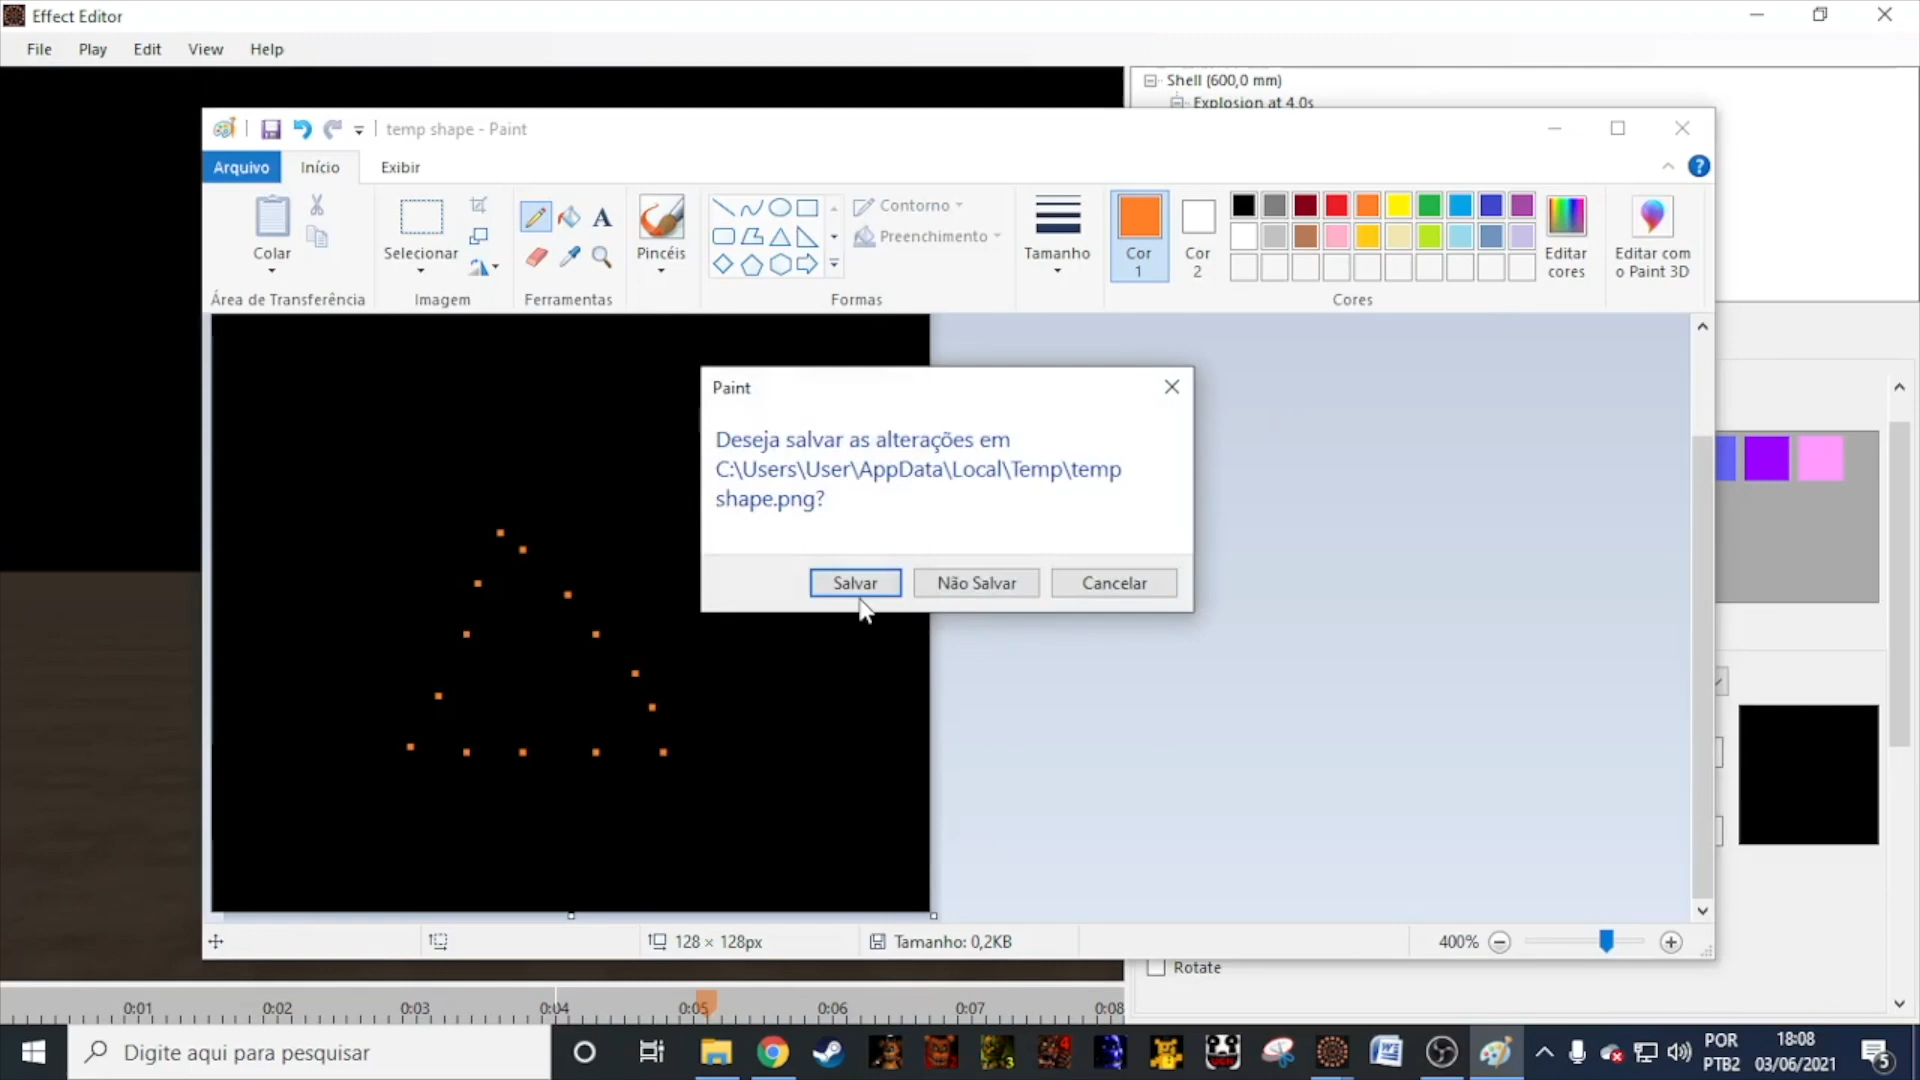 Effect Editor
File Play Edit View Help
Shell (600,0 mm)
Explosion at 4.0s
temp shape - Paint
Arquivo Início Exibir
Colar
Selecionar
Pincéis
Contorno
Preenchimento
Tamanho
Cor 1
Cor 2
Editar cores
Editar com o Paint 3D
Área de Transferência
Imagem
Ferramentas
Formas
Cores
Paint
Deseja salvar as alterações em
C:\Users\User\AppData\Local\Temp\temp
shape.png?
Salvar Não Salvar Cancelar
128 × 128px
Tamanho: 0,2KB
400%
Rotate
0:01 0:02 0:03 0:04 0:05 0:06 0:07 0:08
Digite aqui para pesquisar
POR
PTB2
18:08
03/06/2021
5